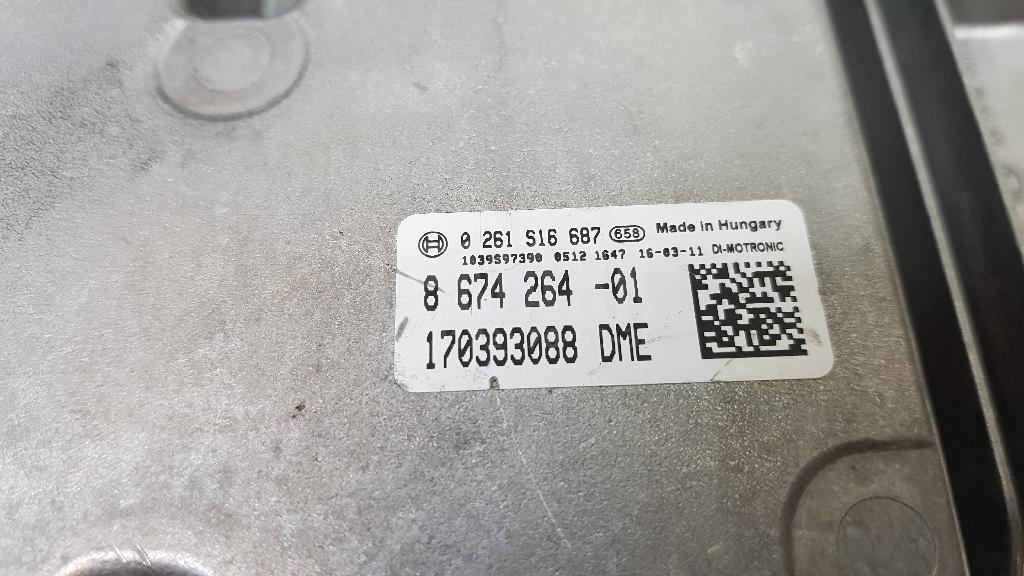 0 261 S16 687 658 Made in Hungary
1039S97390 0512 1647 16-03-11 DI-MOTRONIC
8 674 264 -01
170393088 DME